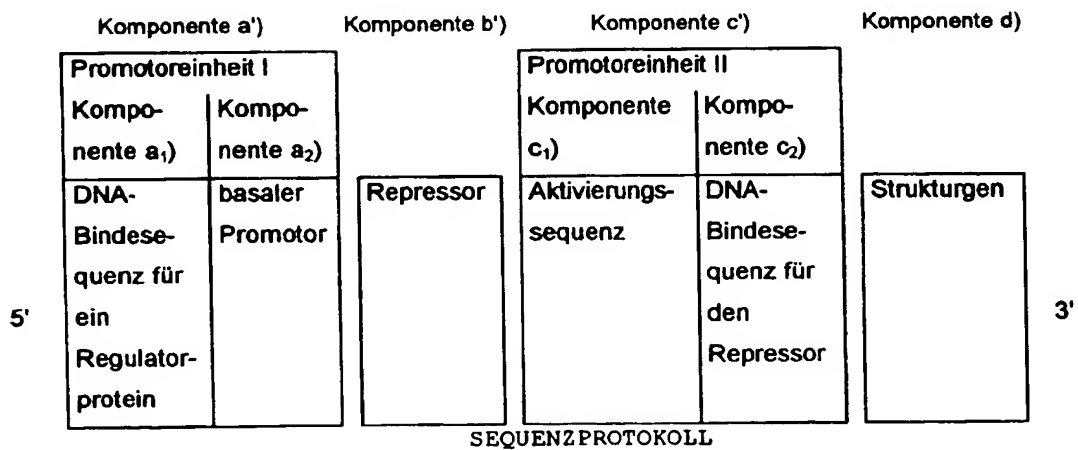 Komponente a') Komponente b') Komponente c') Komponente d)
Promotoreinheit I Promotoreinheit II
Kompo- Kompo- Komponente Kompo-
nente a₁) nente a₂) c₁) nente c₂)
DNA- basaler Repressor Aktivierungs- DNA- Strukturgen
Bindese- Promotor sequenz Bindese-
quenz für quenz für
5' ein den 3'
Regulator- Repressor
protein
SEQUENZPROTOKOLL